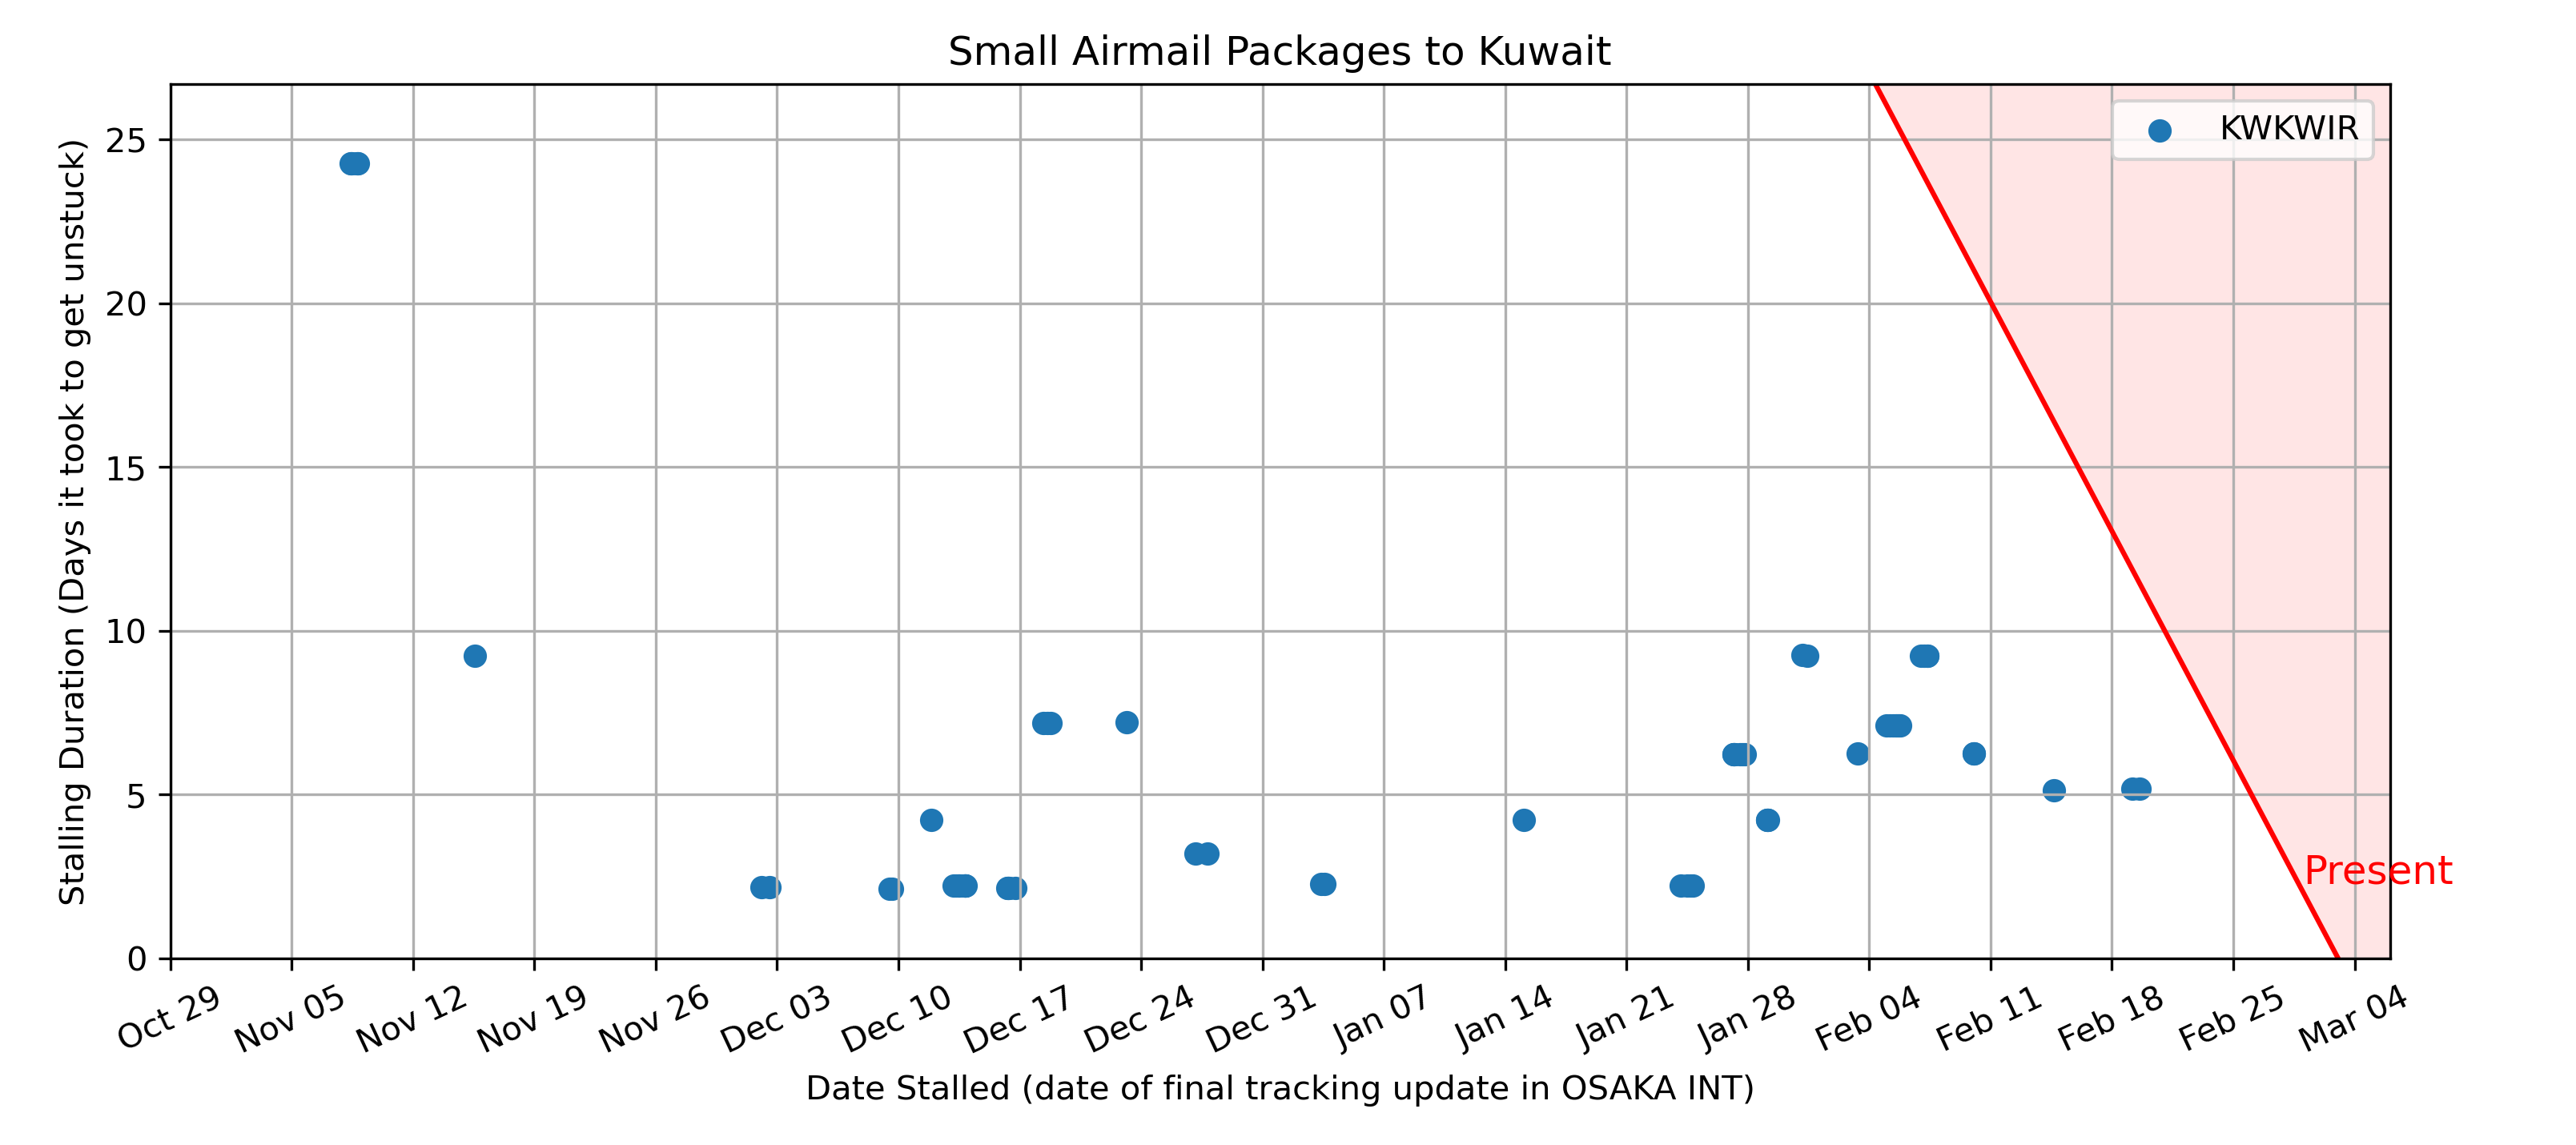 Small Airmail Packages to Kuwait
KWKWIR
Stalling Duration (Days it took to get unstuck)
25
20
15
10
5
0
Present
Oct 29 Nov 05 Nov 12 Nov 19 Nov 26 Dec 03 Dec 10 Dec 17 Dec 24 Dec 31 Jan 07 Jan 14 Jan 21 Jan 28 Feb 04 Feb 11 Feb 18 Feb 25 Mar 04
Date Stalled (date of final tracking update in OSAKA INT)